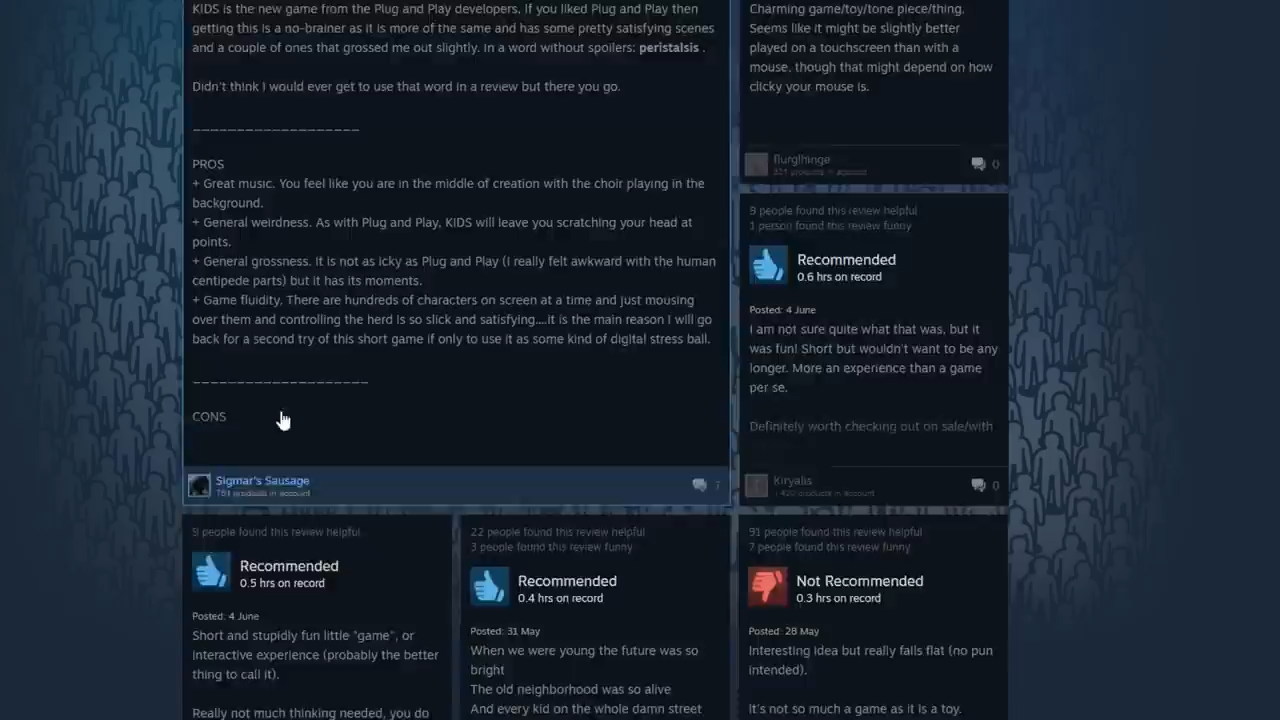 KIDS is the new game from the Plug and Play developers. If you liked Plug and Play then
getting this is a no-brainer as it is more of the same and has some pretty satisfying scenes
and a couple of ones that grossed me out slightly. In a word without spoilers: peristalsis .
Didn't think I would ever get to use that word in a review but there you go.
___________________
PROS
+ Great music. You feel like you are in the middle of creation with the choir playing in the
background.
+ General weirdness. As with Plug and Play, KIDS will leave you scratching your head at
points.
+ General grossness. It is not as icky as Plug and Play (I really felt awkward with the human
centipede parts) but it has its moments.
+ Game fluidity. There are hundreds of characters on screen at a time and just mousing
over them and controlling the herd is so slick and satisfying....it is the main reason I will go
back for a second try of this short game if only to use it as some kind of digital stress ball.
____________________
CONS
Sigmar's Sausage
781 products in account
7
Charming game/toy/tone piece/thing.
Seems like it might be slightly better
played on a touchscreen than with a
mouse, though that might depend on how
clicky your mouse is.
flurglhinge
321 products in account
0
9 people found this review helpful
1 person found this review funny
Recommended
0.6 hrs on record
Posted: 4 June
I am not sure quite what that was, but it
was fun! Short but wouldn't want to be any
longer. More an experience than a game
per se.
Definitely worth checking out on sale/with
Kiryalis
products in account
0
9 people found this review helpful
Recommended
0.5 hrs on record
Posted: 4 June
Short and stupidly fun little "game", or
interactive experience (probably the better
thing to call it).
Really not much thinking needed, you do
22 people found this review helpful
3 people found this review funny
Recommended
0.4 hrs on record
Posted: 31 May
When we were young the future was so
bright
The old neighborhood was so alive
And every kid on the whole damn street
91 people found this review helpful
7 people found this review funny
Not Recommended
0.3 hrs on record
Posted: 28 May
Interesting idea but really falls flat (no pun
intended).
It's not so much a game as it is a toy.